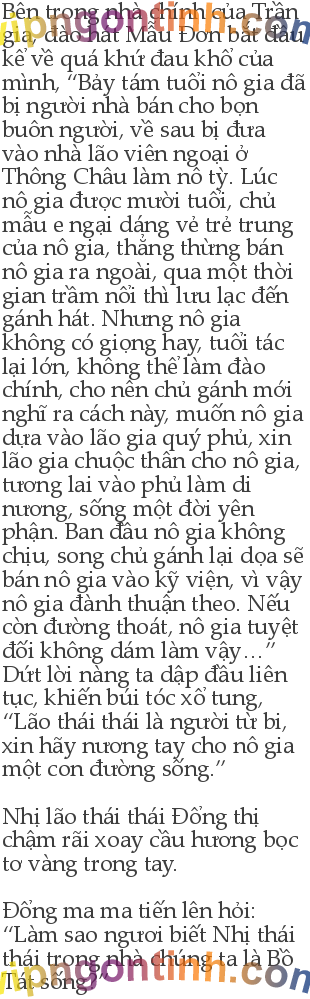 Bên trong nhà chính của Trần
gia, đào hát Mẫu Đơn bắt đầu
kể về quá khứ đau khổ của
mình, “Bảy tám tuổi nô gia đã
bị người nhà bán cho bọn
buôn người, về sau bị đưa
vào nhà lão viên ngoại ở
Thông Châu làm nô tỳ. Lúc
nô gia được mười tuổi, chủ
mẫu e ngại dáng vẻ trẻ trung
của nô gia, thẳng thừng bán
nô gia ra ngoài, qua một thời
gian trầm nổi thì lưu lạc đến
gánh hát. Nhưng nô gia
không có giọng hay, tuổi tác
lại lớn, không thể làm đào
chính, cho nên chủ gánh mới
nghĩ ra cách này, muốn nô gia
dựa vào lão gia quý phủ, xin
lão gia chuộc thân cho nô gia,
tương lai vào phủ làm di
nương, sống một đời yên
phận. Ban đầu nô gia không
chịu, song chủ gánh lại dọa sẽ
bán nô gia vào kỹ viện, vì vậy
nô gia đành thuận theo. Nếu
còn đường thoát, nô gia tuyệt
đối không dám làm vậy…”
Dứt lời nàng ta dập đầu liên
tục, khiến búi tóc xổ tung,
“Lão thái thái là người từ bi,
xin hãy nương tay cho nô gia
một con đường sống.”
Nhị lão thái thái Đổng thị
chậm rãi xoay cầu hương bọc
tơ vàng trong tay.
Đổng ma ma tiến lên hỏi:
“Làm sao ngươi biết Nhị thái
thái trong nhà chúng ta là Bồ
Tát sống?”
vipngontinh.com
vipngontinh.com